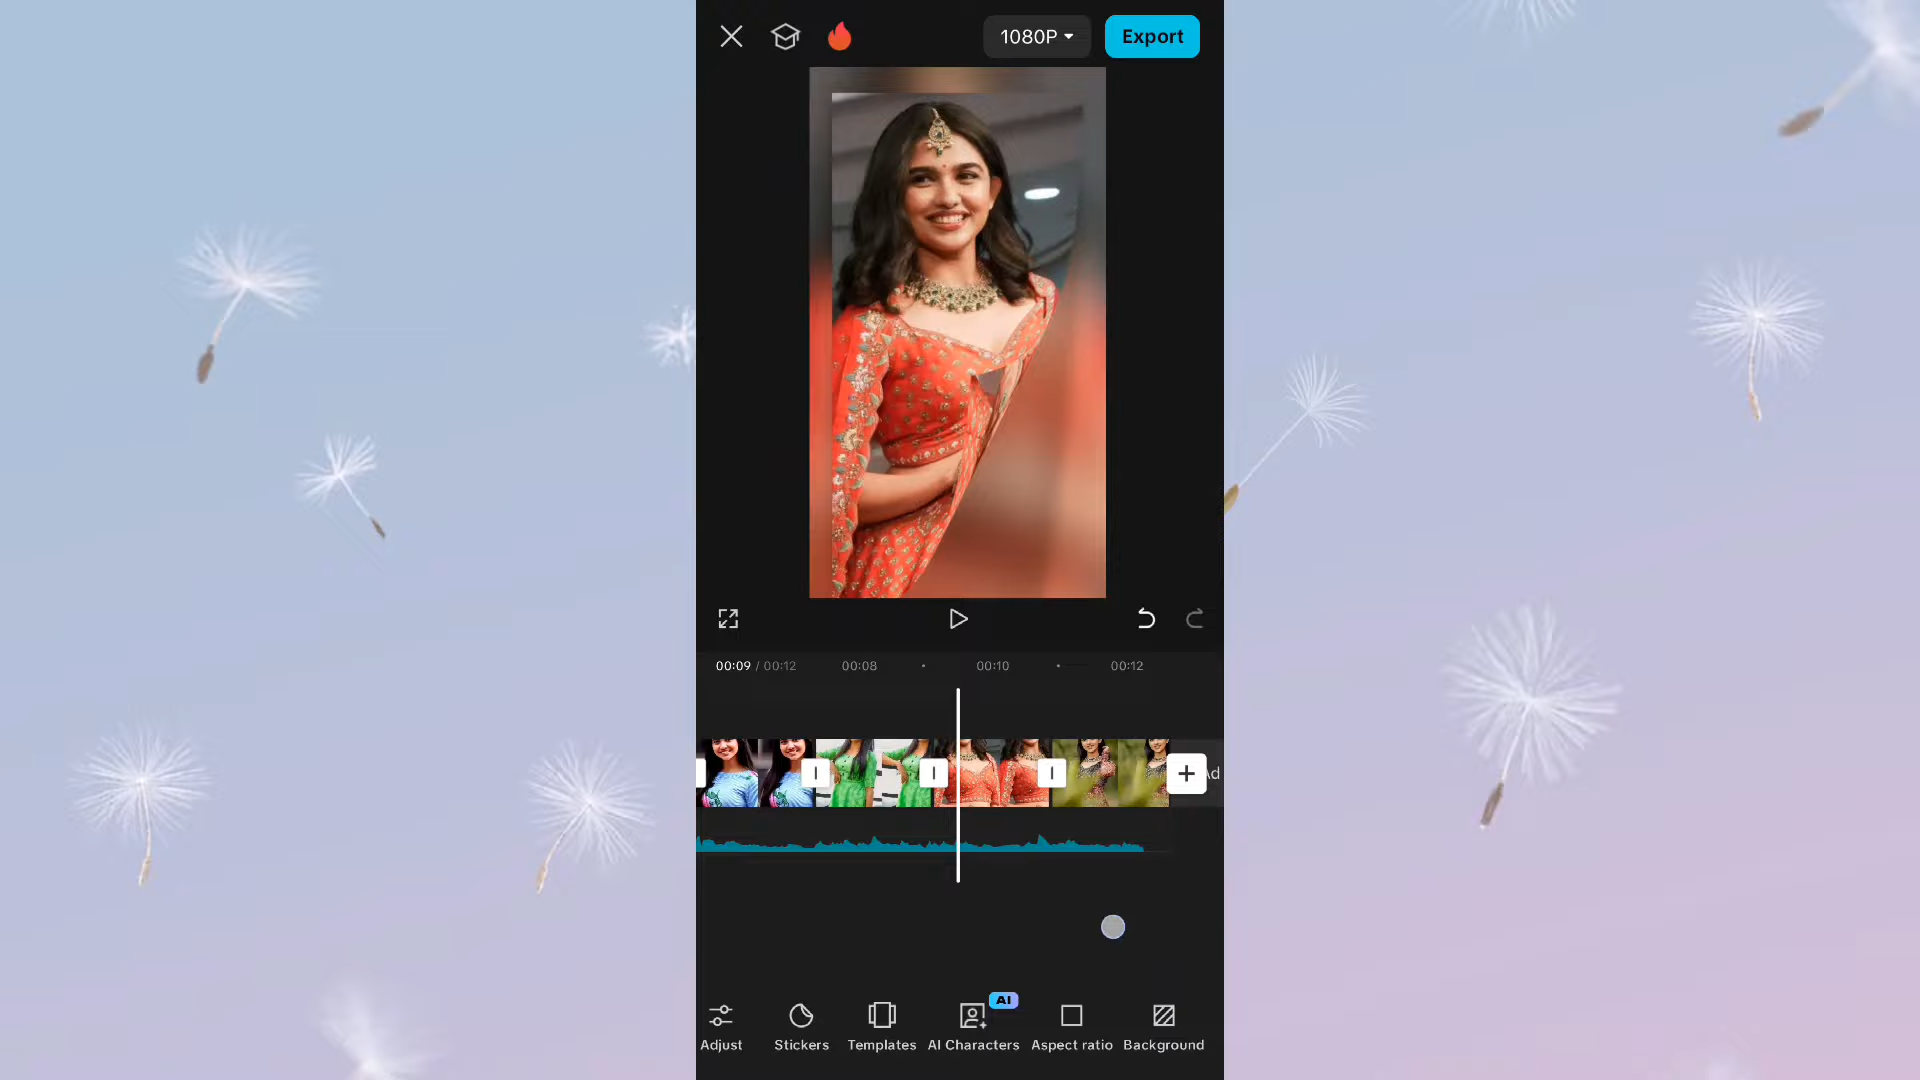 1080P
Export
00:09 / 00:12
00:08
00:10
00:12
Ad
AI
Adjust
Stickers
Templates
AI Characters
Aspect ratio
Background